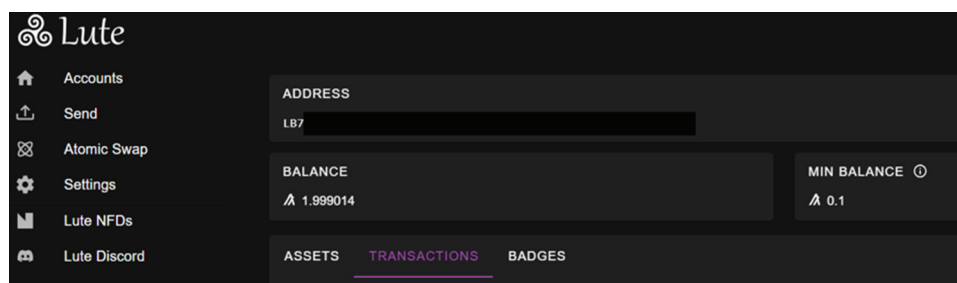 Lute
Accounts
Send
Atomic Swap
Settings
Lute NFDs
Lute Discord
ADDRESS
LB7
BALANCE
1.999014
MIN BALANCE
0.1
ASSETS TRANSACTIONS BADGES